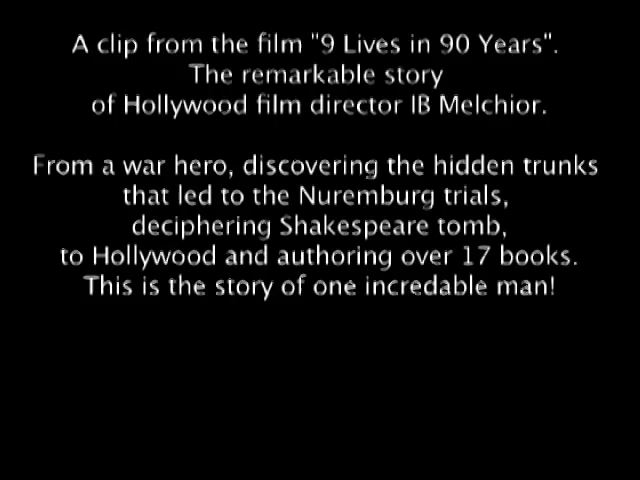 A clip from the film "9 Lives in 90 Years".
The remarkable story
of Hollywood film director IB Melchior.
From a war hero, discovering the hidden trunks
that led to the Nuremburg trials,
deciphering Shakespeare tomb,
to Hollywood and authoring over 17 books.
This is the story of one incredable man!